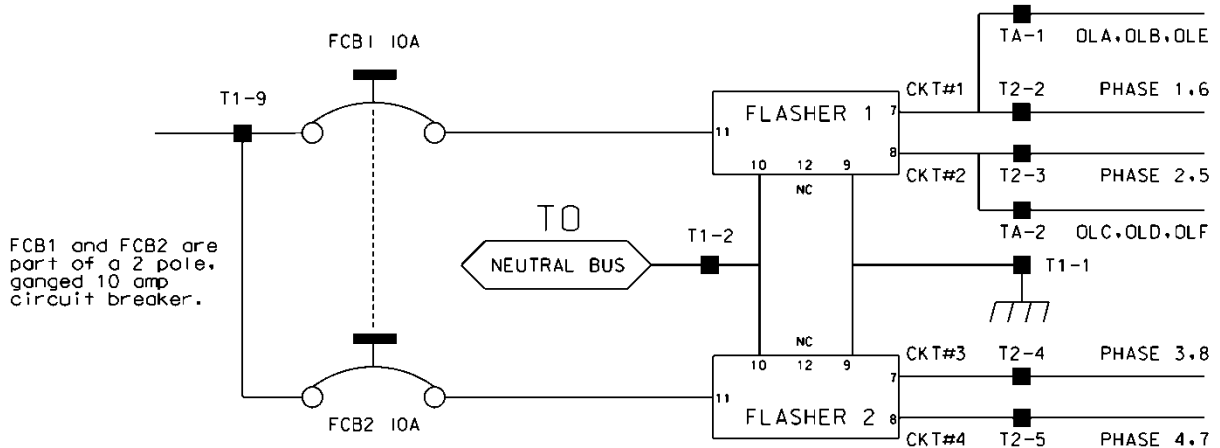 TA-1 OLA.OLB.OLE
FCB1 10A
T1-9
CKT#1 T2-2 PHASE 1.6
FLASHER 1
7
11
8
10 12 9
NC
CKT#2 T2-3 PHASE 2.5
TA-2 OLC.OLD.OLF
TO
NEUTRAL BUS
T1-2
T1-1
FCB1 and FCB2 are
part of a 2 pole,
ganged 10 amp
circuit breaker.
NC
10 12 9
CKT#3 T2-4 PHASE 3.8
7
11
FLASHER 2
8
FCB2 10A
CKT#4 T2-5 PHASE 4.7